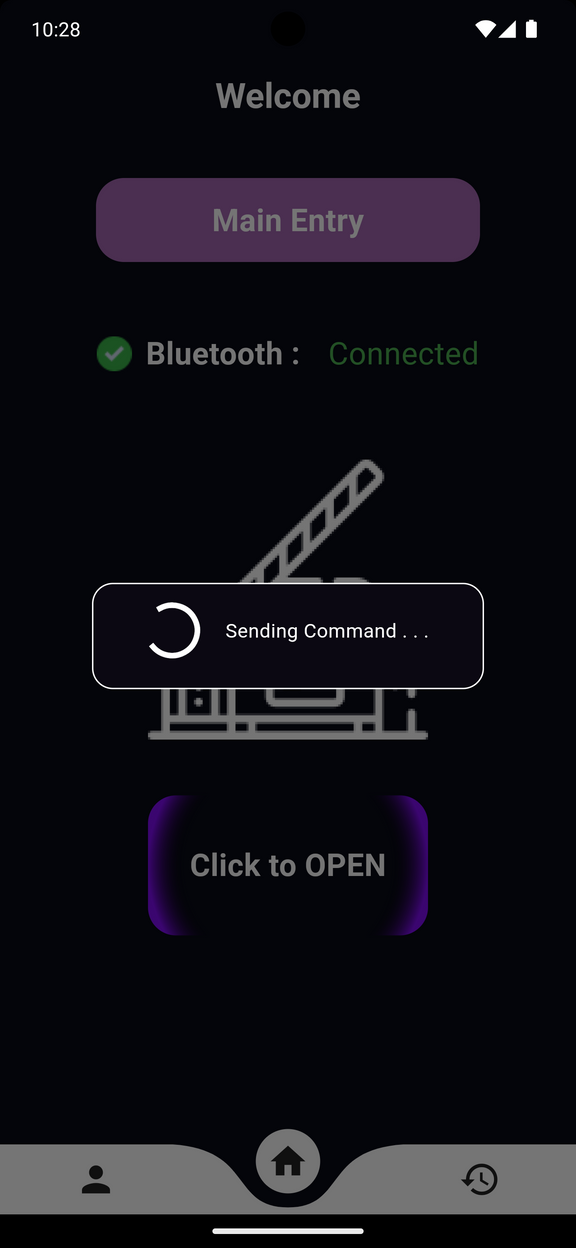 10:28
Welcome
Main Entry
Bluetooth : Connected
Sending Command . . .
Click to OPEN